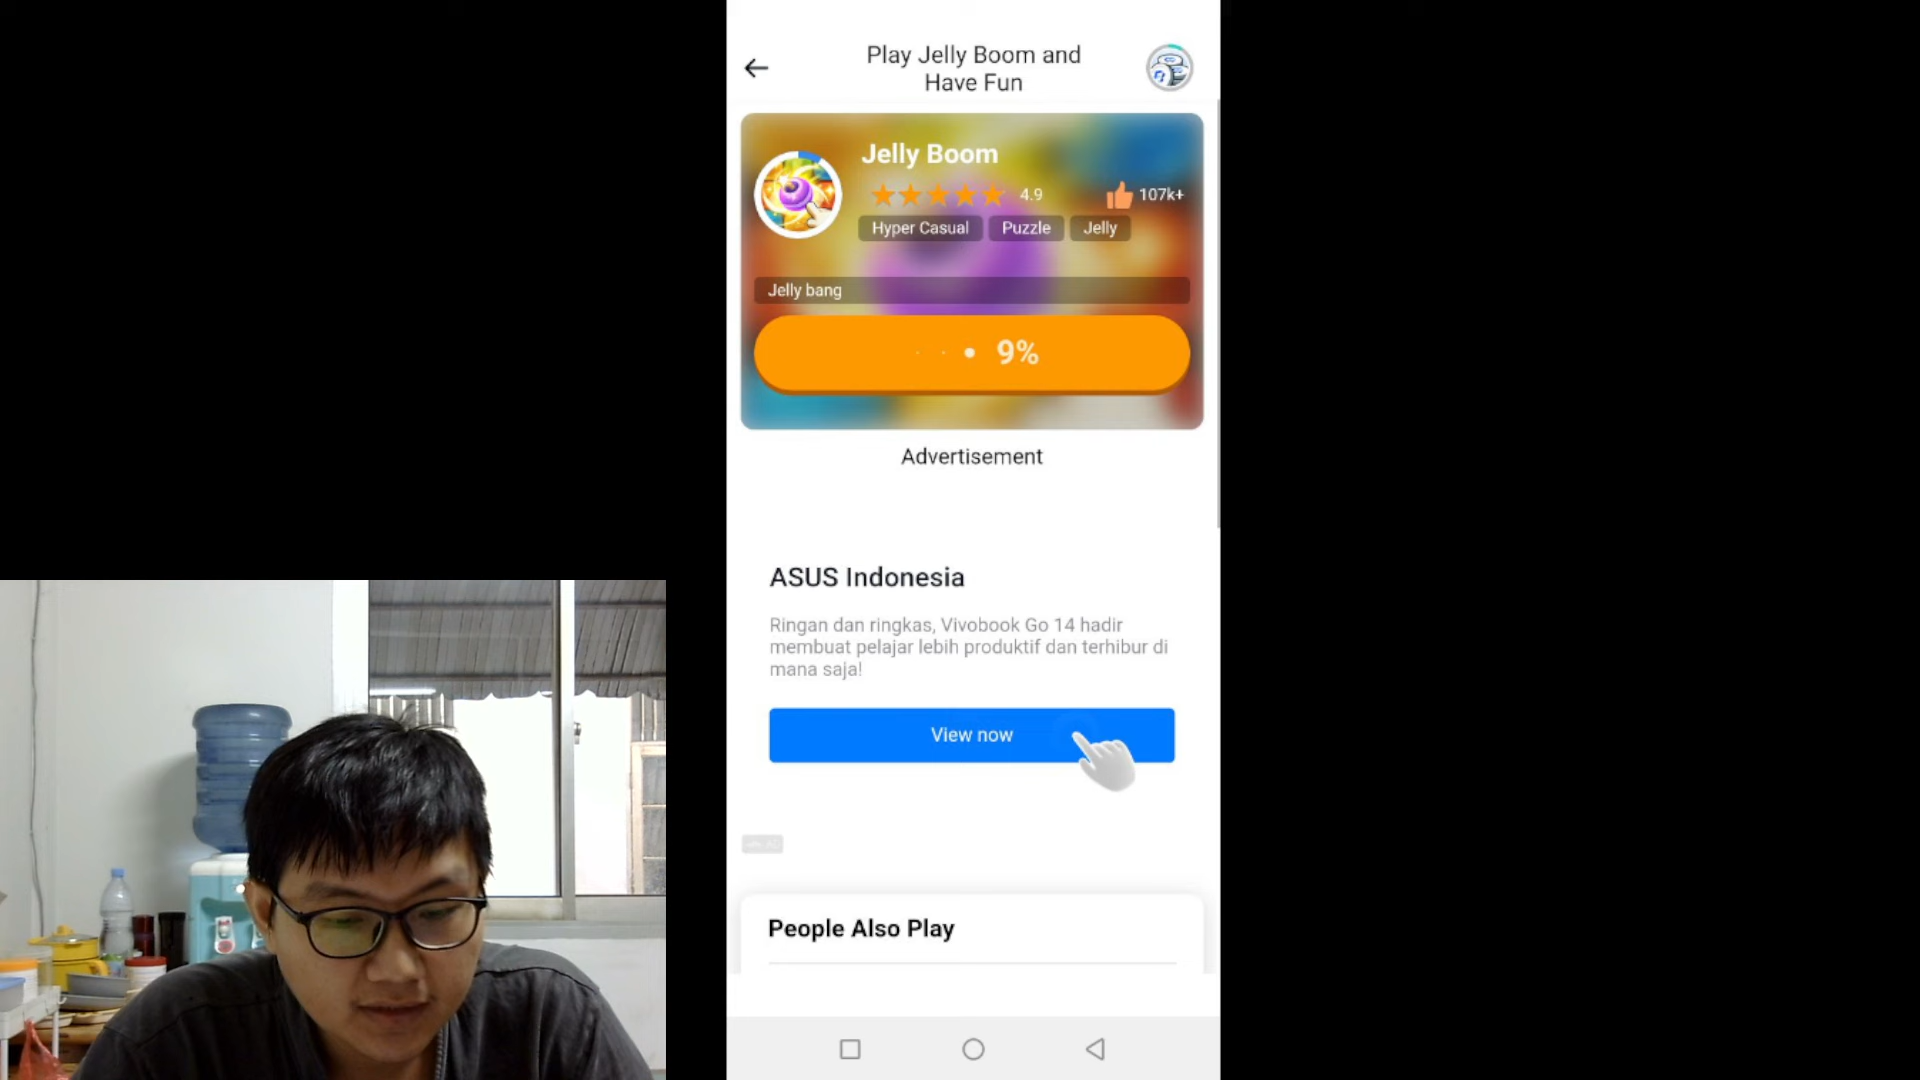 Play Jelly Boom and
Have Fun
Jelly Boom
4.9
107k+
Hyper Casual
Puzzle
Jelly
Jelly bang
9%
Advertisement
ASUS Indonesia
Ringan dan ringkas, Vivobook Go 14 hadir
membuat pelajar lebih produktif dan terhibur di
mana saja!
View now
People Also Play